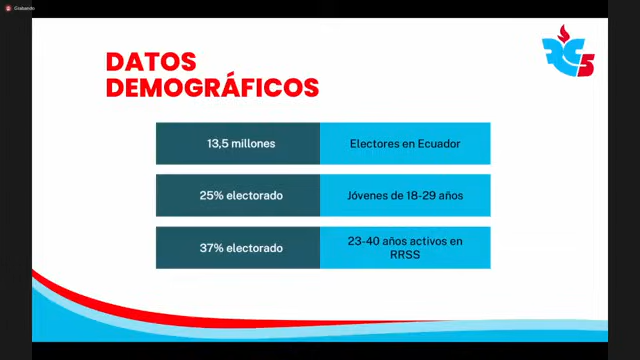 Grabando
RC5
DATOS
DEMOGRÁFICOS
13,5 millones
Electores en Ecuador
25% electorado
Jóvenes de 18-29 años
37% electorado
23-40 años activos en
RRSS